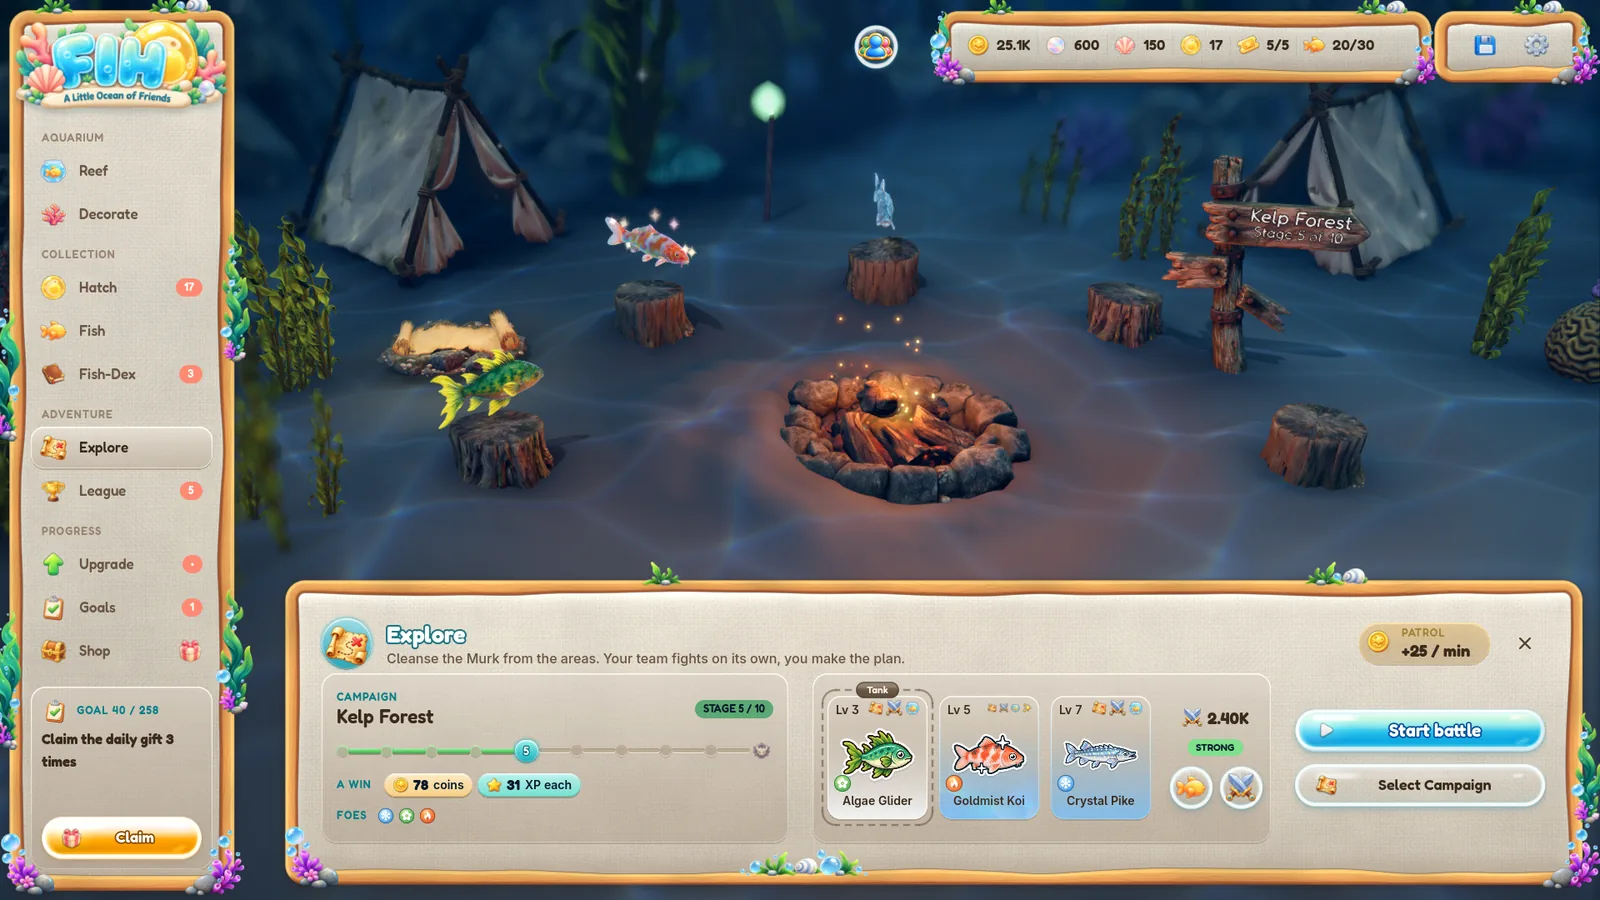 FIH
A Little Ocean of Friends
AQUARIUM
Reef
Decorate
COLLECTION
Hatch 17
Fish
Fish-Dex 3
ADVENTURE
Explore
League 5
PROGRESS
Upgrade
Goals 1
Shop
GOAL 40 / 258
Claim the daily gift 3
times
Claim
25.1K 600 150 17 5/5 20/30
Kelp Forest
Stage 5 of 10
Explore
Cleanse the Murk from the areas. Your team fights on its own, you make the plan.
PATROL
+25 / min
CAMPAIGN
Kelp Forest
STAGE 5 / 10
5
A WIN 78 coins 31 XP each
FOES
Tank
Lv 3
Algae Glider
Lv 5
Goldmist Koi
Lv 7
Crystal Pike
2.40K
STRONG
Start battle
Select Campaign